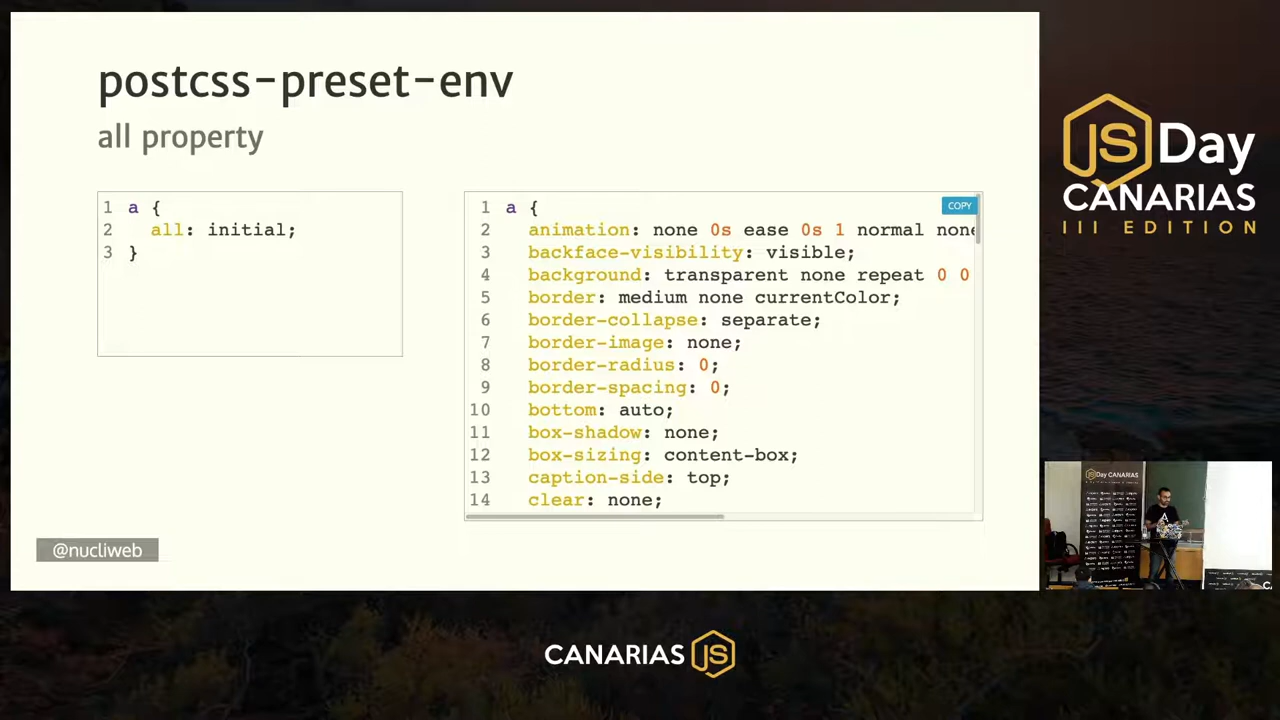 postcss-preset-env
all property
1 a {
2 all: initial;
3 }
COPY
1 a {
2 animation: none 0s ease 0s 1 normal none
3 backface-visibility: visible;
4 background: transparent none repeat 0 0
5 border: medium none currentColor;
6 border-collapse: separate;
7 border-image: none;
8 border-radius: 0;
9 border-spacing: 0;
10 bottom: auto;
11 box-shadow: none;
12 box-sizing: content-box;
13 caption-side: top;
14 clear: none;
@nucliweb
JS Day
CANARIAS
III EDITION
JS Day CANARIAS
CANARIAS JS